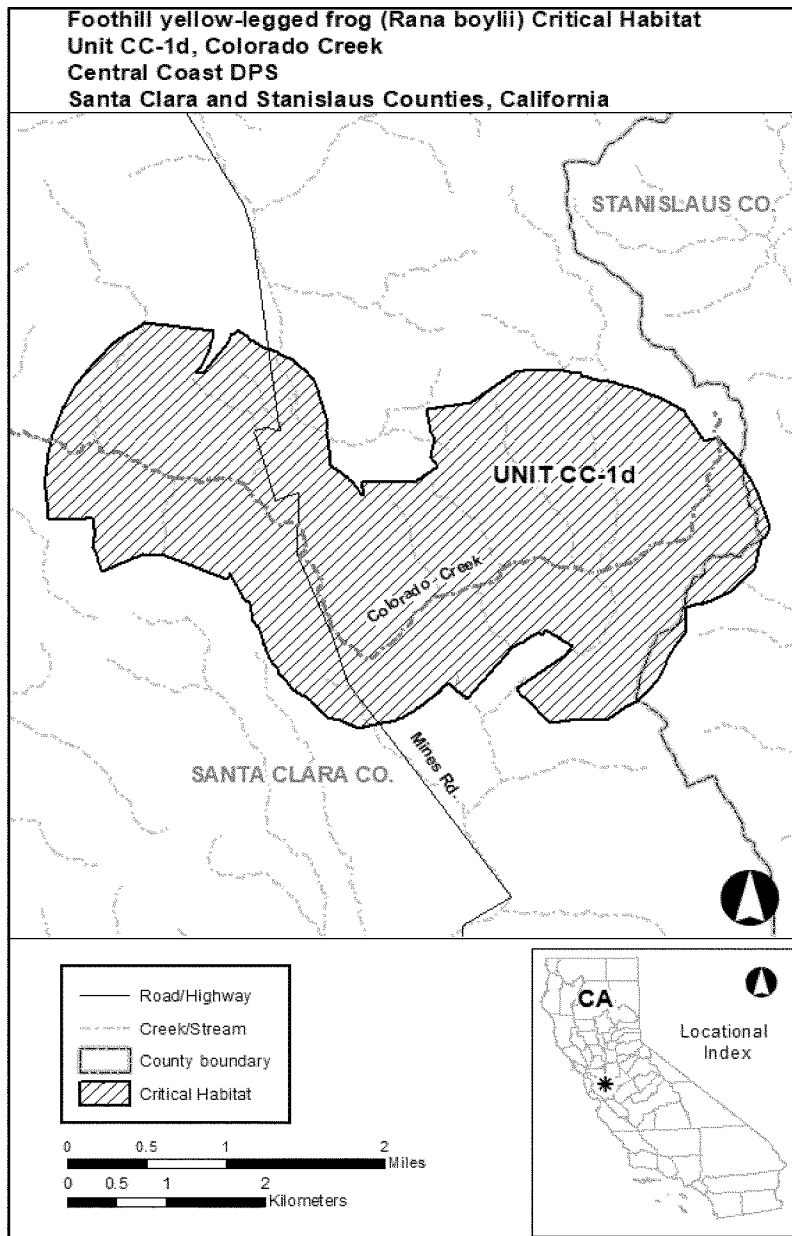 Foothill yellow-legged frog (Rana boylii) Critical Habitat
Unit CC-1d, Colorado Creek
Central Coast DPS
Santa Clara and Stanislaus Counties, California
STANISLAUS CO.
UNIT CC-1d
Colorado Creek
SANTA CLARA CO.
Mines Rd.
Road/Highway
Creek/Stream
County boundary
Critical Habitat
0 0.5 1 2
Miles
0 0.5 1 2
Kilometers
CA
Locational
Index